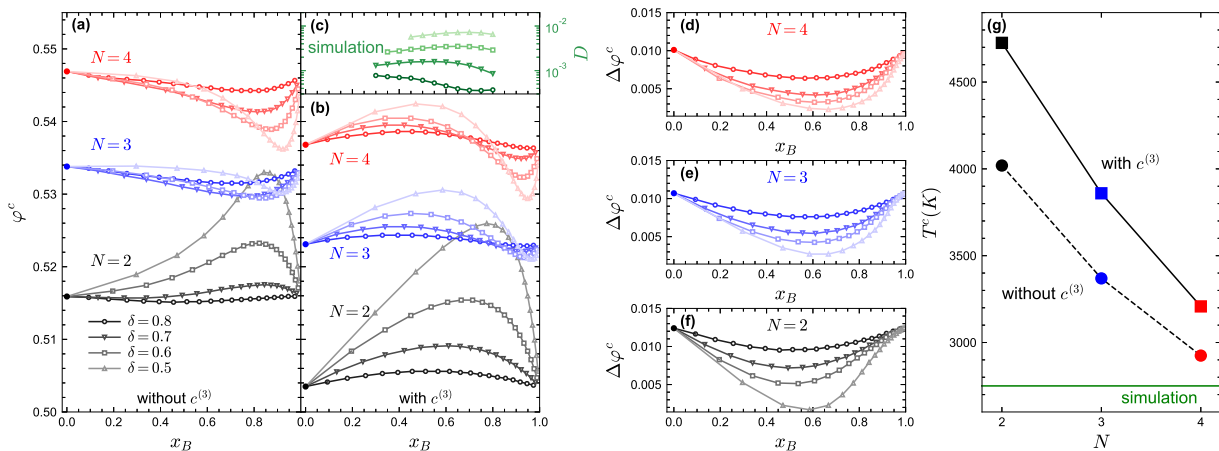 (a)
0.55
0.54
0.53
0.52
0.51
0.50
φ^c
N = 4
N = 3
N = 2
δ = 0.8
δ = 0.7
δ = 0.6
δ = 0.5
without c^(3)
0.0 0.2 0.4 0.6 0.8
x_B
(c)
simulation
10^−2
10^−3
D
(b)
N = 4
N = 3
N = 2
with c^(3)
0.0 0.2 0.4 0.6 0.8 1.0
x_B
(d)
N = 4
0.015
0.010
0.005
Δφ^c
0.0 0.2 0.4 0.6 0.8 1.0
x_B
(e)
N = 3
0.015
0.010
0.005
Δφ^c
0.0 0.2 0.4 0.6 0.8 1.0
x_B
(f)
N = 2
0.015
0.010
0.005
Δφ^c
0.0 0.2 0.4 0.6 0.8 1.0
x_B
(g)
4500
4000
3500
3000
T^c(K)
with c^(3)
without c^(3)
simulation
2 3 4
N